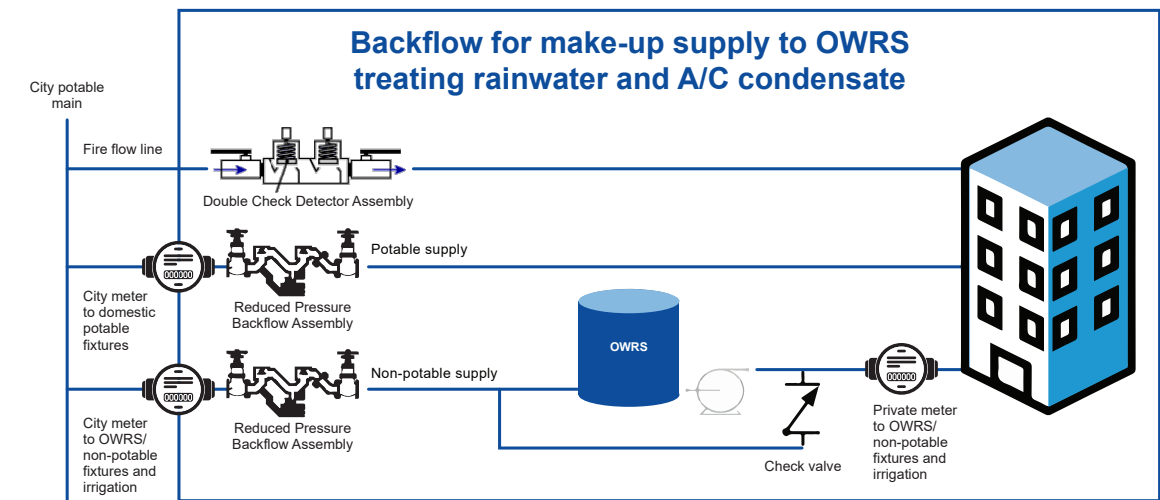 Backflow for make-up supply to OWRS
treating rainwater and A/C condensate
City potable
main
Fire flow line
Double Check Detector Assembly
Potable supply
000000
City meter
to domestic
potable
fixtures
Reduced Pressure
Backflow Assembly
OWRS
Non-potable supply
000000
000000
City meter
to OWRS/
non-potable
fixtures and
irrigation
Reduced Pressure
Backflow Assembly
Check valve
Private meter
to OWRS/
non-potable
fixtures and
irrigation